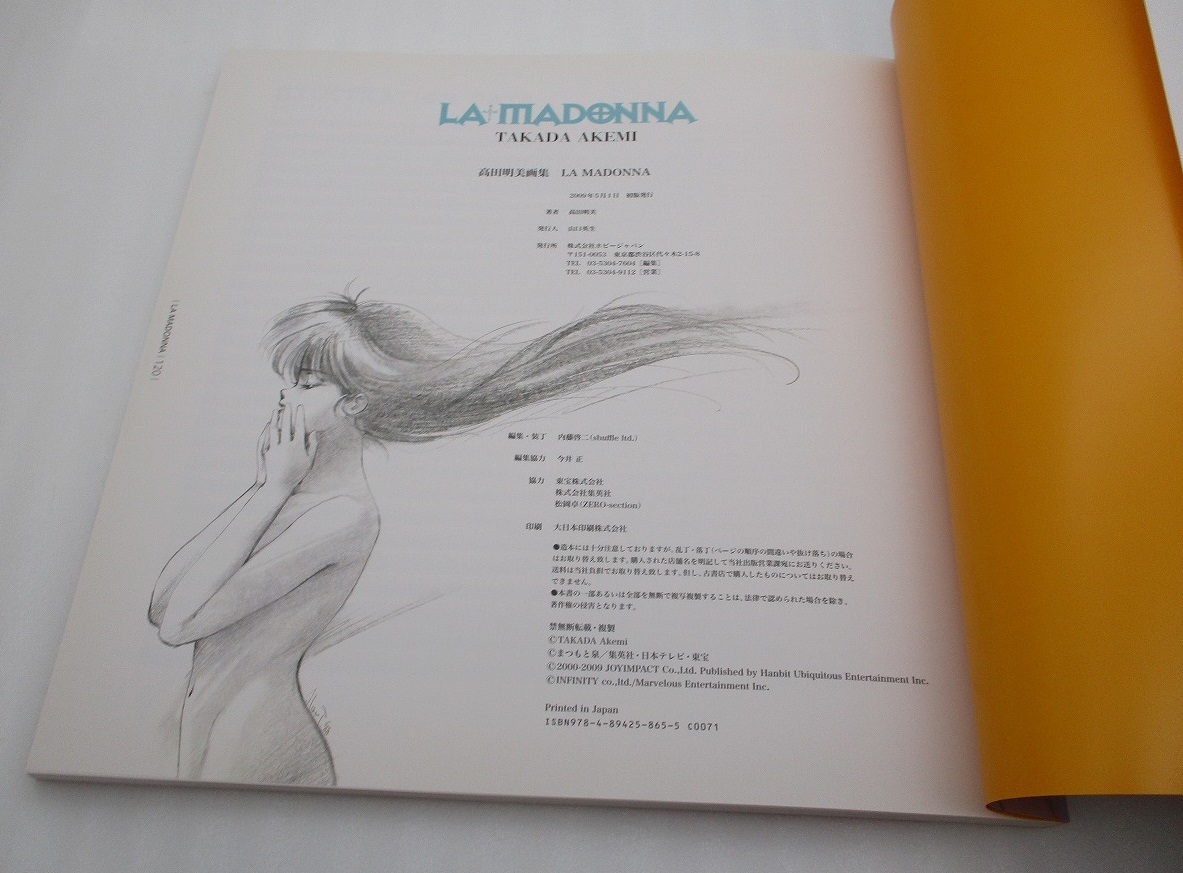 LA MADONNA
TAKADA AKEMI
高田明美画集 LA MADONNA
2009年5月1日 初版発行
著者 高田明美
発行人 山口英生
発行所 株式会社ホビージャパン
〒151-0053 東京都渋谷区代々木2-15-8
TEL 03-5304-7604 [編集]
TEL 03-5304-9112 [営業]
| LA MADONNA | 120 |
編集・装丁 内藤啓二(shuffle ltd.)
編集協力 今井 正
協力 東宝株式会社
株式会社集英社
松岡卓(ZERO-section)
印刷 大日本印刷株式会社
●造本には十分注意しておりますが、乱丁・落丁(ページの順序の間違いや抜け落ち)の場合
はお取り替え致します。購入された店舗名を明記して当社出版営業課宛にお送りください。
送料は当社負担でお取り替え致します。但し、古書店で購入したものについてはお取り替え
できません。
●本書の一部あるいは全部を無断で複写複製することは、法律で認められた場合を除き、
著作権の侵害となります。
禁無断転載・複製
©TAKADA Akemi
©まつもと泉／集英社・日本テレビ・東宝
©2000-2009 JOYIMPACT Co.,Ltd. Published by Hanbit Ubiquitous Entertainment Inc.
©INFINITY co.,ltd./Marvelous Entertainment Inc.
Printed in Japan
ISBN978-4-89425-865-5 C0071